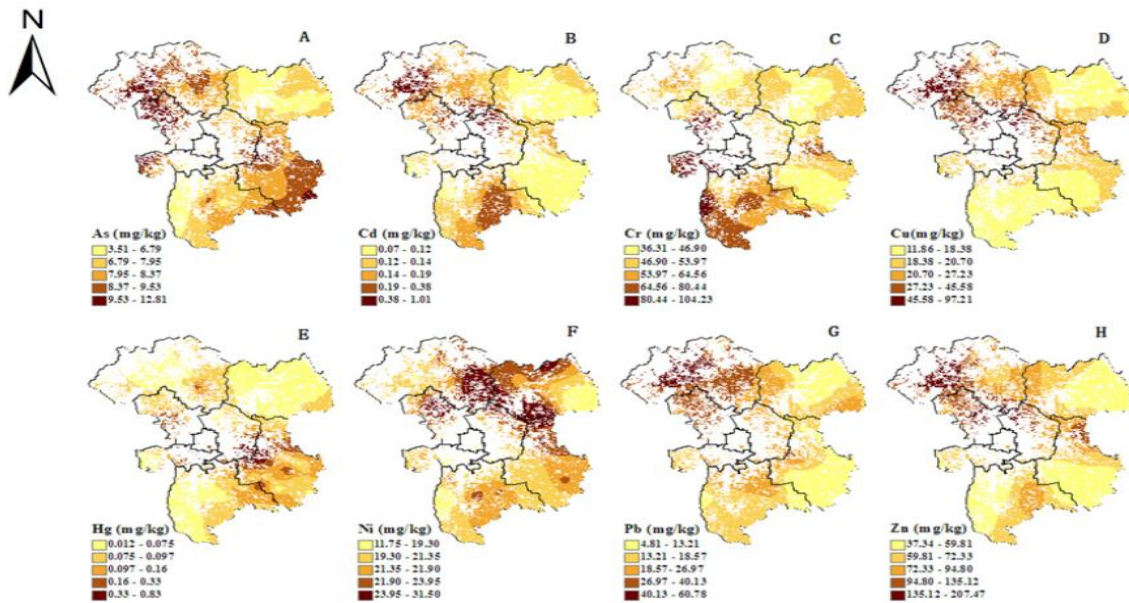 N
A
B
C
D
As (mg/kg)
3.51 - 6.79
6.79 - 7.95
7.95 - 8.37
8.37 - 9.53
9.53 - 12.81
Cd (mg/kg)
0.07 - 0.12
0.12 - 0.14
0.14 - 0.19
0.19 - 0.38
0.38 - 1.01
Cr (mg/kg)
36.31 - 46.90
46.90 - 53.97
53.97 - 64.56
64.56 - 80.44
80.44 - 104.23
Cu(mg/kg)
11.86 - 18.38
18.38 - 20.70
20.70 - 27.23
27.23 - 45.58
45.58 - 97.21
E
F
G
H
Hg (mg/kg)
0.012 - 0.075
0.075 - 0.097
0.097 - 0.16
0.16 - 0.33
0.33 - 0.83
Ni (mg/kg)
11.75 - 19.30
19.30 - 21.35
21.35 - 21.90
21.90 - 23.95
23.95 - 31.50
Pb (mg/kg)
4.81 - 13.21
13.21 - 18.57
18.57 - 26.97
26.97 - 40.13
40.13 - 60.78
Zn (mg/kg)
37.34 - 59.81
59.81 - 72.33
72.33 - 94.80
94.80 - 135.12
135.12 - 207.47